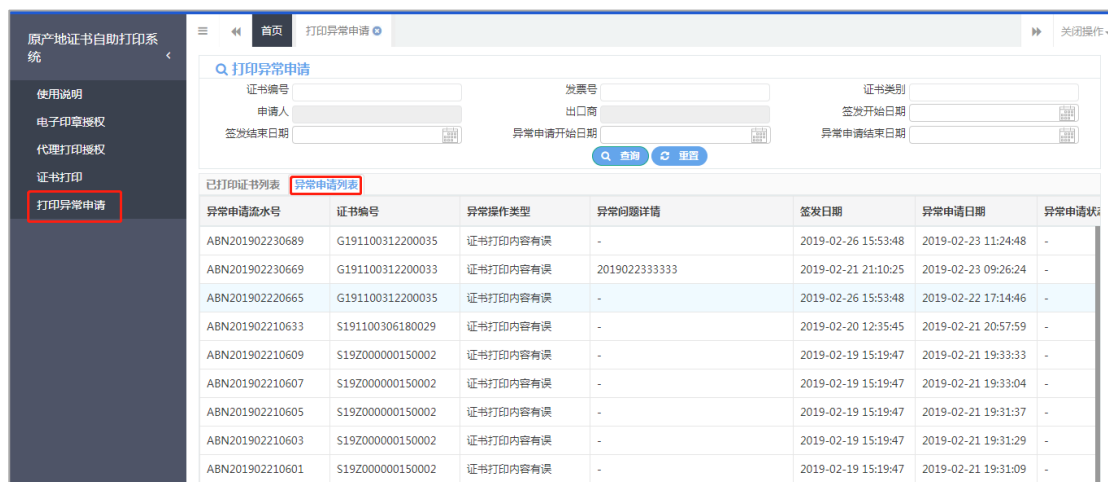 原产地证书自助打印系
统
首页 打印异常申请 关闭操作
使用说明
电子印章授权
代理打印授权
证书打印
打印异常申请
打印异常申请
证书编号 发票号 证书类别
申请人 出口商 签发开始日期
签发结束日期 异常申请开始日期 异常申请结束日期
查询 重置
已打印证书列表 异常申请列表
异常申请流水号 证书编号 异常操作类型 异常问题详情 签发日期 异常申请日期 异常申请状态
ABN201902230689 G191100312200035 证书打印内容有误 - 2019-02-26 15:53:48 2019-02-23 11:24:48 -
ABN201902230669 G191100312200033 证书打印内容有误 2019022333333 2019-02-21 21:10:25 2019-02-23 09:26:24 -
ABN201902220665 G191100312200035 证书打印内容有误 - 2019-02-26 15:53:48 2019-02-22 17:14:46 -
ABN201902210633 S191100306180029 证书打印内容有误 - 2019-02-20 12:35:45 2019-02-21 20:57:59 -
ABN201902210609 S19Z000000150002 证书打印内容有误 - 2019-02-19 15:19:47 2019-02-21 19:33:33 -
ABN201902210607 S19Z000000150002 证书打印内容有误 - 2019-02-19 15:19:47 2019-02-21 19:33:04 -
ABN201902210605 S19Z000000150002 证书打印内容有误 - 2019-02-19 15:19:47 2019-02-21 19:31:37 -
ABN201902210603 S19Z000000150002 证书打印内容有误 - 2019-02-19 15:19:47 2019-02-21 19:31:29 -
ABN201902210601 S19Z000000150002 证书打印内容有误 - 2019-02-19 15:19:47 2019-02-21 19:31:09 -